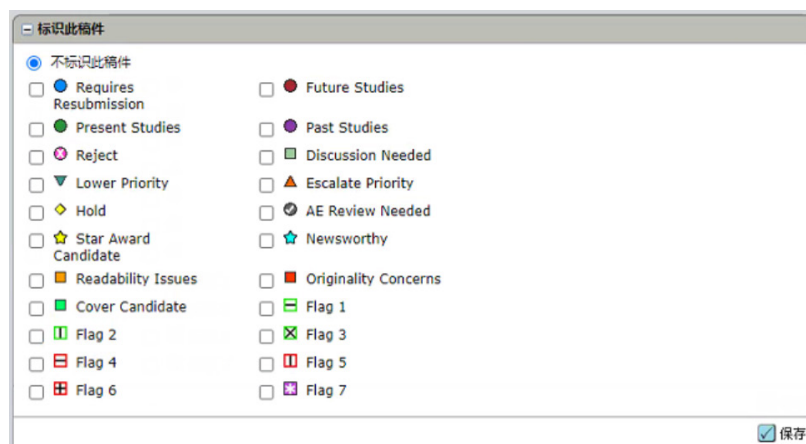 标识此稿件
不标识此稿件
Requires Resubmission
Future Studies
Present Studies
Past Studies
Reject
Discussion Needed
Lower Priority
Escalate Priority
Hold
AE Review Needed
Star Award Candidate
Newsworthy
Readability Issues
Originality Concerns
Cover Candidate
Flag 1
Flag 2
Flag 3
Flag 4
Flag 5
Flag 6
Flag 7
保存